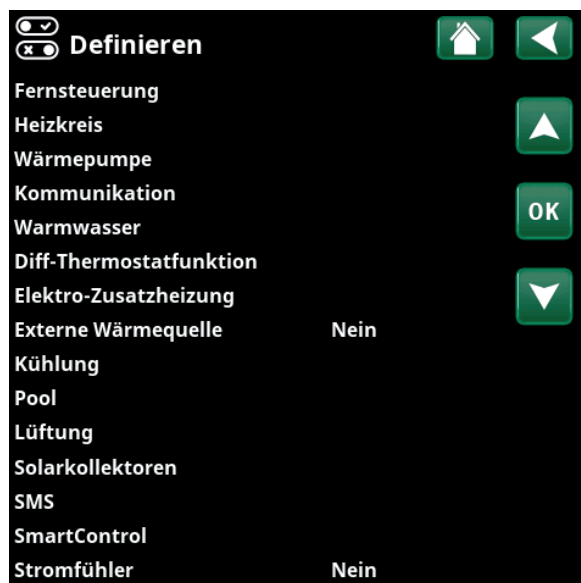 Definieren
Fernsteuerung
Heizkreis
Wärmepumpe
Kommunikation
OK
Warmwasser
Diff-Thermostatfunktion
Elektro-Zusatzheizung
Externe Wärmequelle Nein
Kühlung
Pool
Lüftung
Solarkollektoren
SMS
SmartControl
Stromfühler Nein